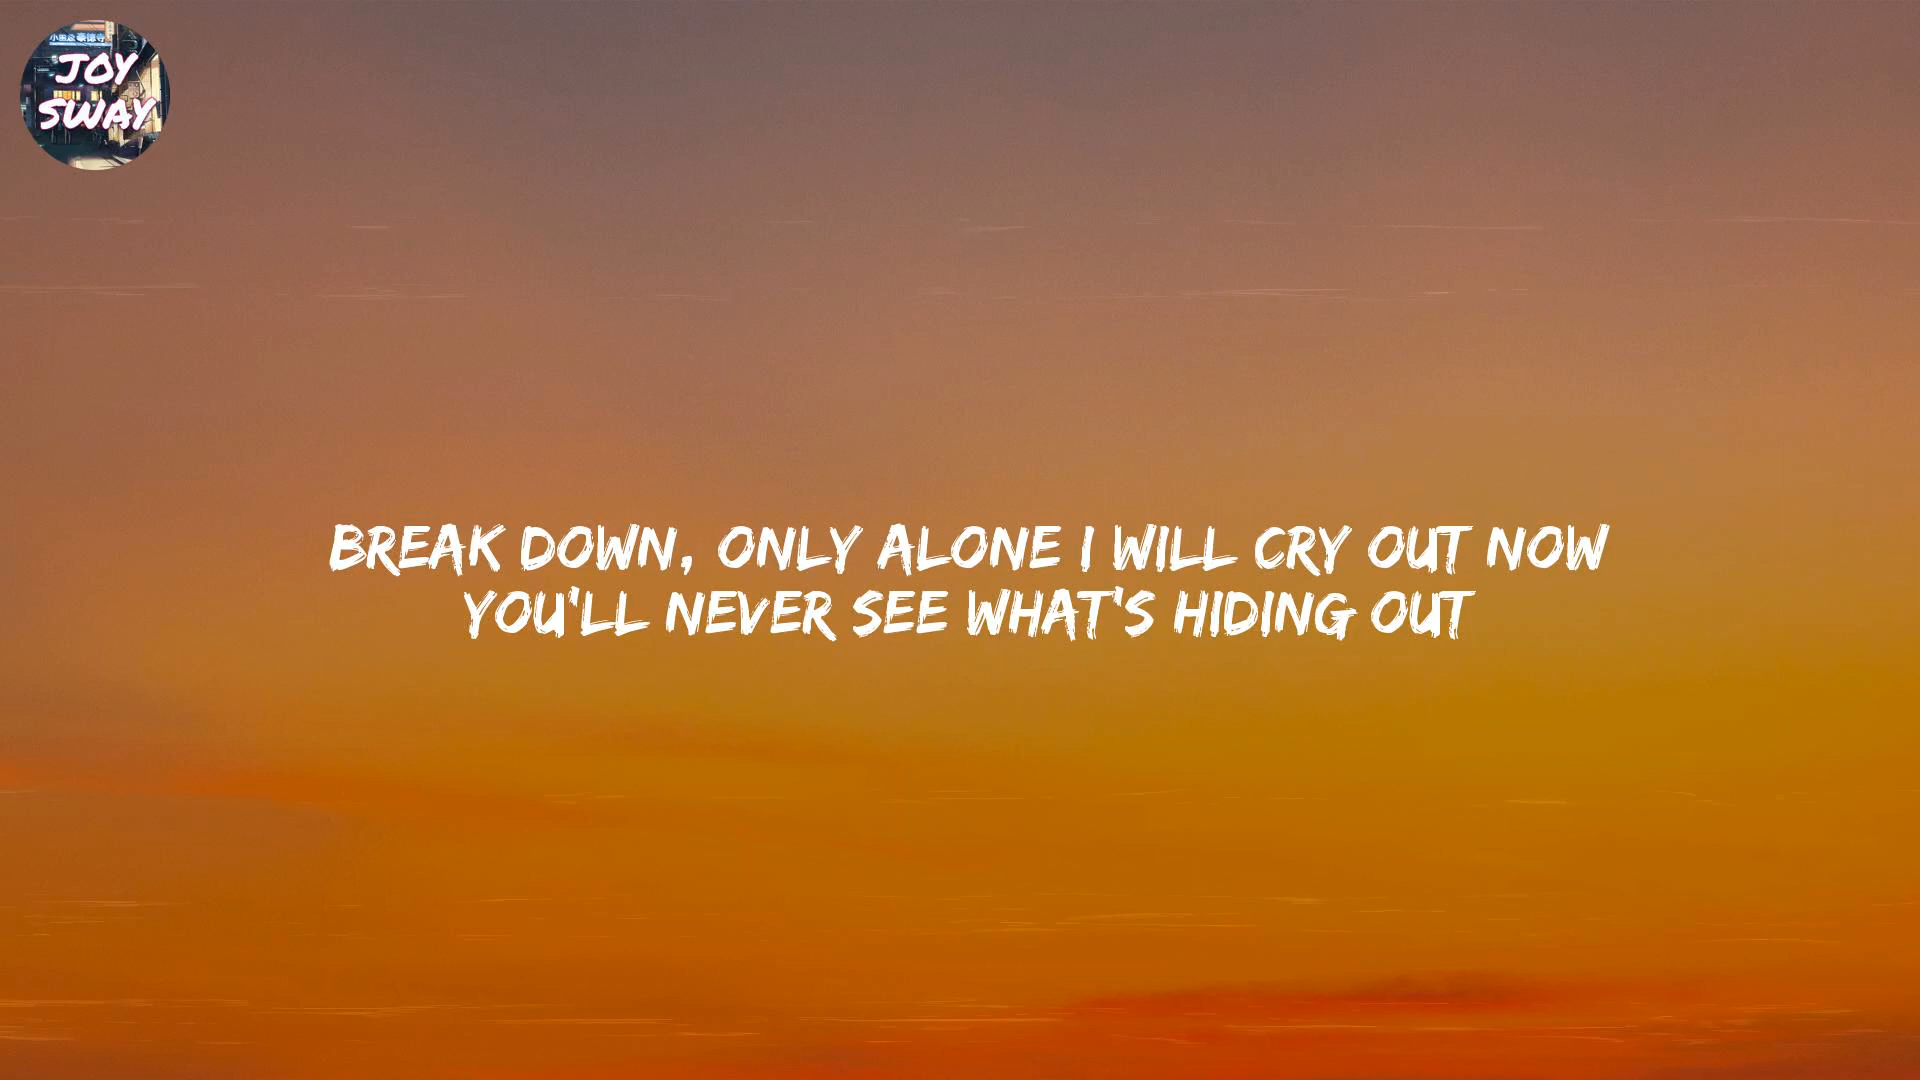 JOY
SWAY
BREAK DOWN, ONLY ALONE I WILL CRY OUT NOW
YOU'LL NEVER SEE WHAT'S HIDING OUT